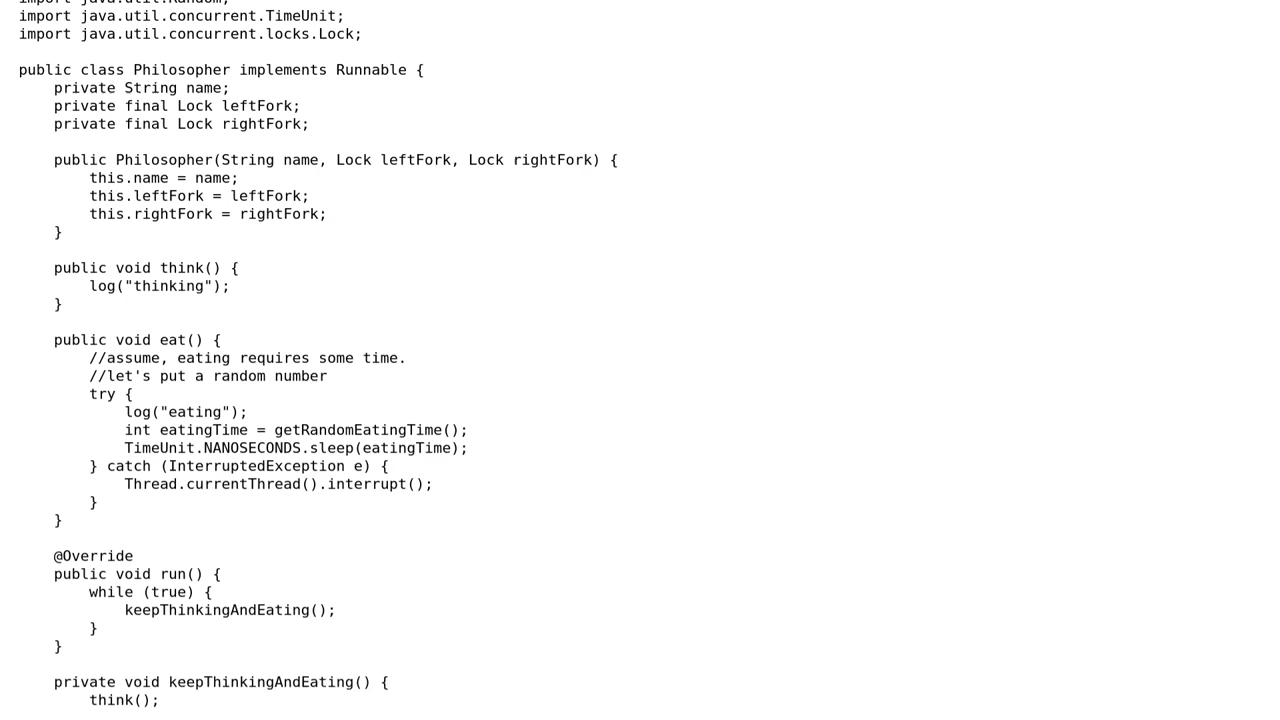 import java.util.Random;
import java.util.concurrent.TimeUnit;
import java.util.concurrent.locks.Lock;

public class Philosopher implements Runnable {
    private String name;
    private final Lock leftFork;
    private final Lock rightFork;

    public Philosopher(String name, Lock leftFork, Lock rightFork) {
        this.name = name;
        this.leftFork = leftFork;
        this.rightFork = rightFork;
    }

    public void think() {
        log("thinking");
    }

    public void eat() {
        //assume, eating requires some time.
        //let's put a random number
        try {
            log("eating");
            int eatingTime = getRandomEatingTime();
            TimeUnit.NANOSECONDS.sleep(eatingTime);
        } catch (InterruptedException e) {
            Thread.currentThread().interrupt();
        }
    }

    @Override
    public void run() {
        while (true) {
            keepThinkingAndEating();
        }
    }

    private void keepThinkingAndEating() {
        think();